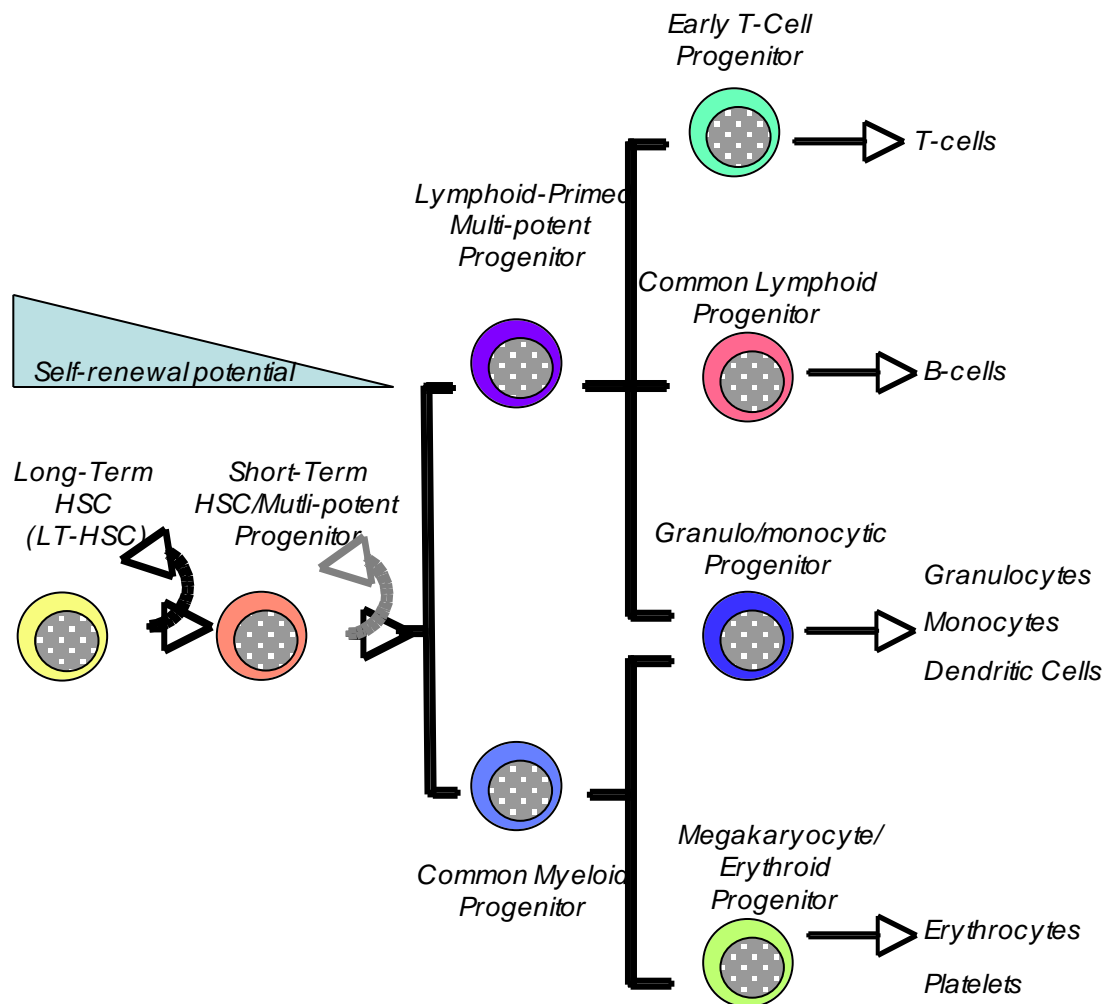 Early T-Cell
Progenitor
T-cells
Lymphoid-Primed
Multi-potent
Progenitor
Common Lymphoid
Progenitor
B-cells
Self-renewal potential
Long-Term
HSC
(LT-HSC)
Short-Term
HSC/Mutli-potent
Progenitor
Granulo/monocytic
Progenitor
Granulocytes
Monocytes
Dendritic Cells
Common Myeloid
Progenitor
Megakaryocyte/
Erythroid
Progenitor
Erythrocytes
Platelets